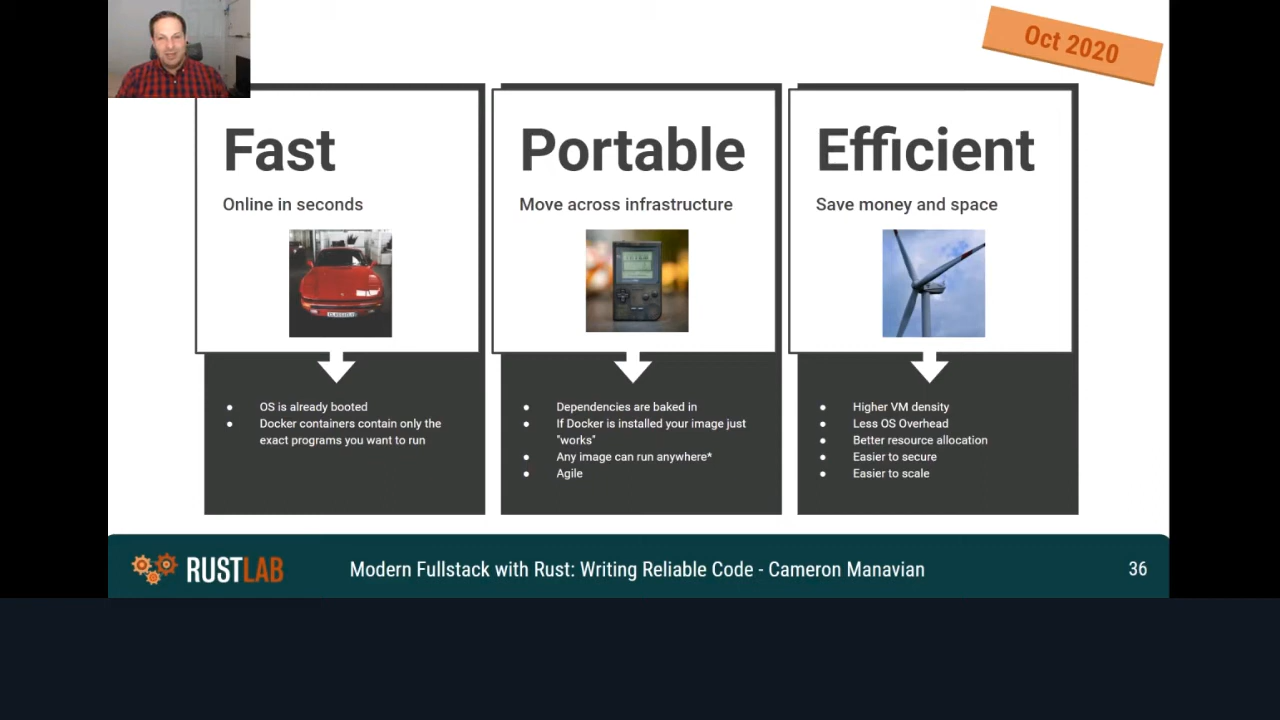 Oct 2020
Fast
Online in seconds
● OS is already booted
● Docker containers contain only the
exact programs you want to run
Portable
Move across infrastructure
● Dependencies are baked in
● If Docker is installed your image just
"works"
● Any image can run anywhere*
● Agile
Efficient
Save money and space
● Higher VM density
● Less OS Overhead
● Better resource allocation
● Easier to secure
● Easier to scale
RUSTLAB
Modern Fullstack with Rust: Writing Reliable Code - Cameron Manavian
36